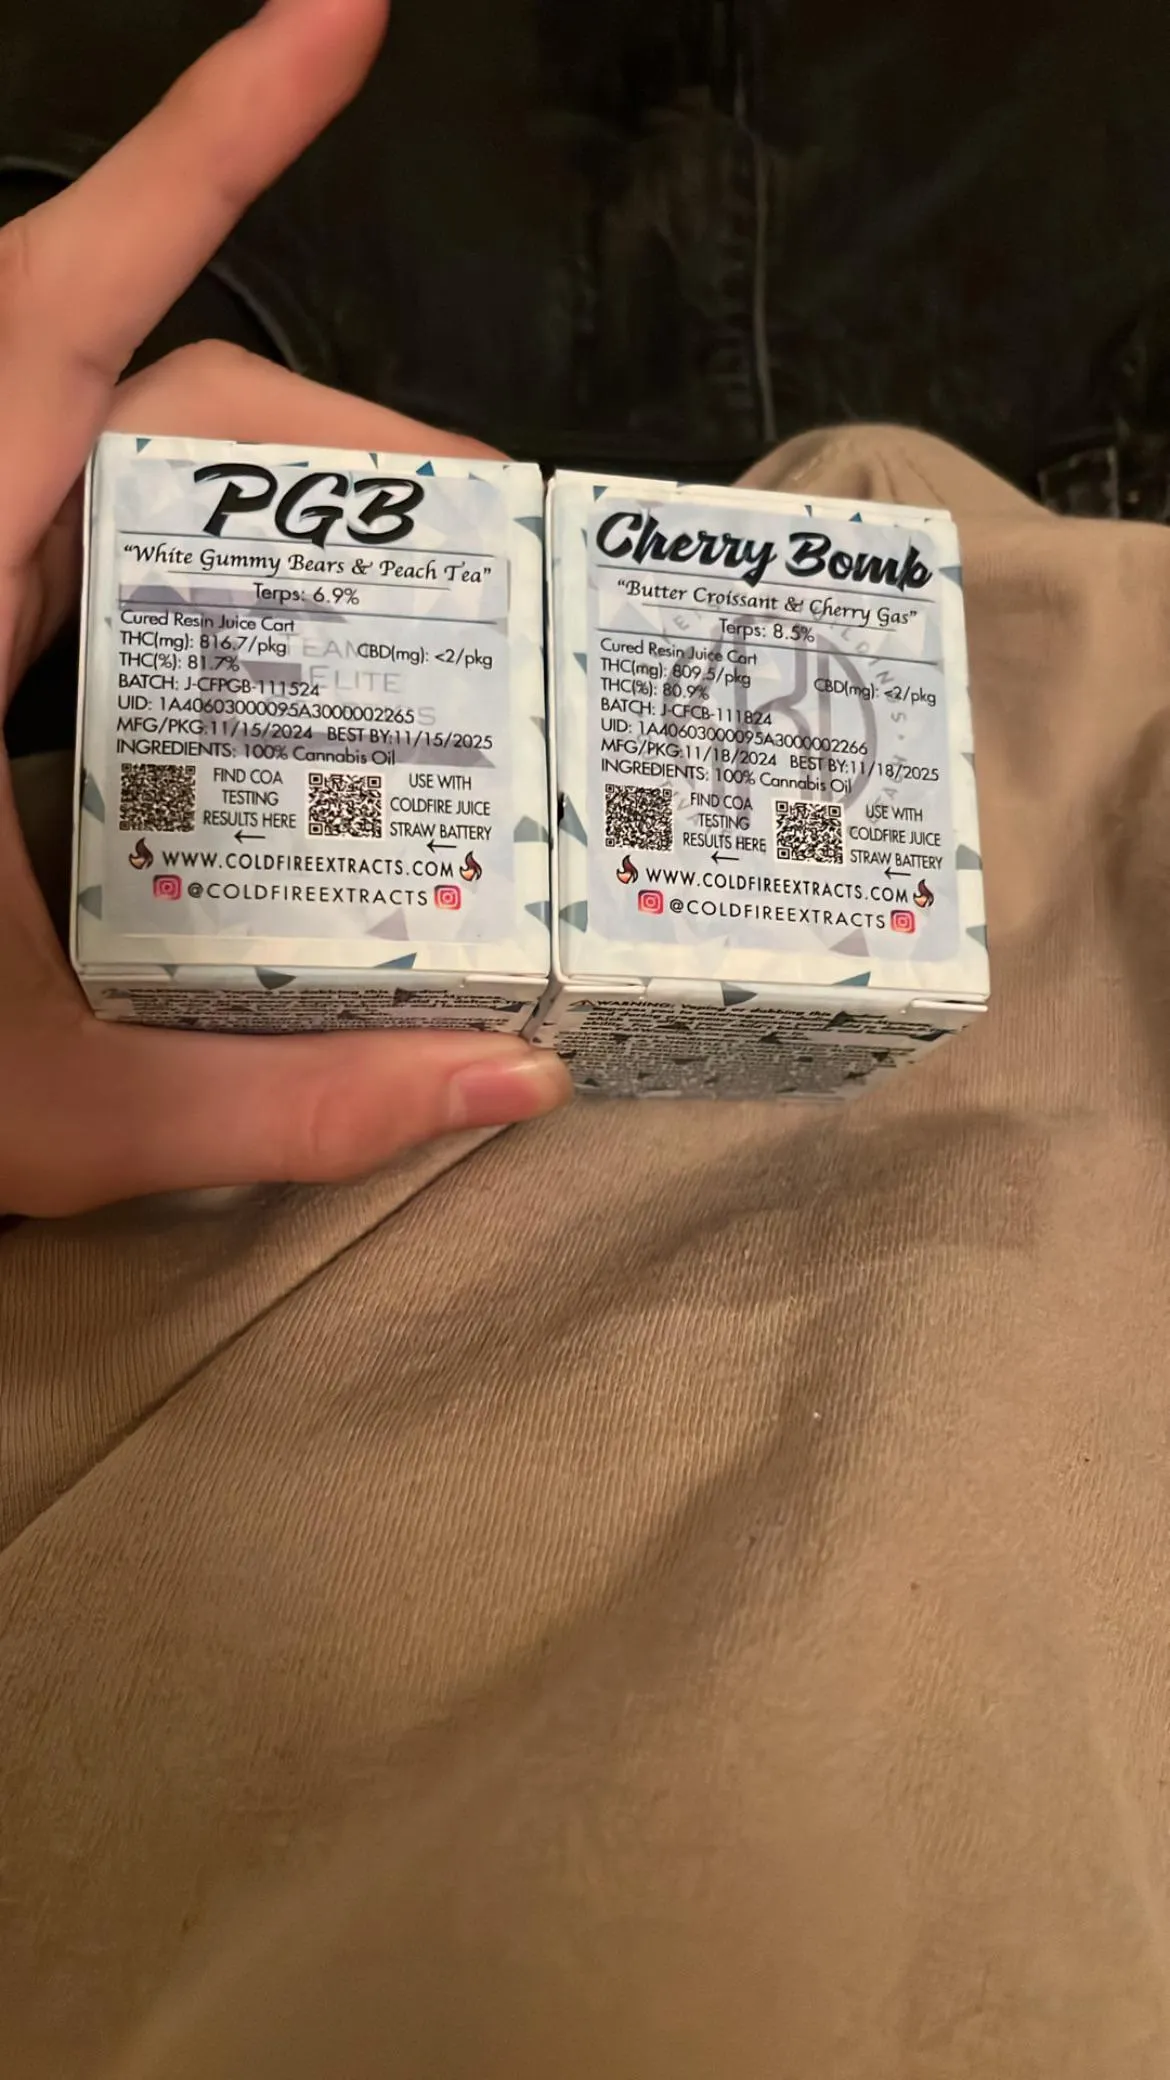 PGB
“White Gummy Bears & Peach Tea”
Terps: 6.9%
Cured Resin Juice Cart
THC(mg): 816.7/pkg CBD(mg): <2/pkg
THC(%): 81.7%
BATCH: J-CFPGB-111524
UID: 1A40603000095A3000002265
MFG/PKG:11/15/2024 BEST BY:11/15/2025
INGREDIENTS: 100% Cannabis Oil
FIND COA
TESTING
RESULTS HERE
USE WITH
COLDFIRE JUICE
STRAW BATTERY
WWW.COLDFIREEXTRACTS.COM
@COLDFIREEXTRACTS
ELITE
Cherry Bomb
“Butter Croissant & Cherry Gas”
Terps: 8.5%
Cured Resin Juice Cart
THC(mg): 809.5/pkg CBD(mg): <2/pkg
THC(%): 80.9%
BATCH: J-CFCB-111824
UID: 1A40603000095A3000002266
MFG/PKG:11/18/2024 BEST BY:11/18/2025
INGREDIENTS: 100% Cannabis Oil
FIND COA
TESTING
RESULTS HERE
USE WITH
COLDFIRE JUICE
STRAW BATTERY
WWW.COLDFIREEXTRACTS.COM
@COLDFIREEXTRACTS
WARNING: Vaping or dabbing this